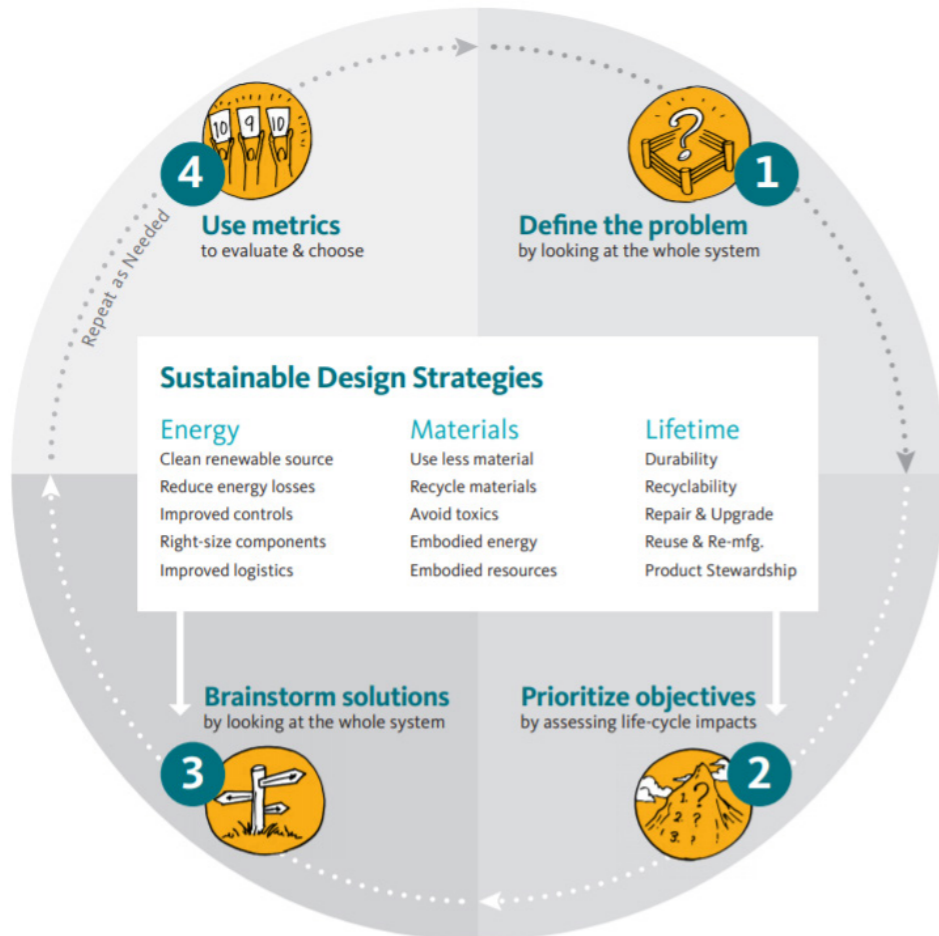 10 9 10
4
Use metrics
to evaluate & choose
Repeat as Needed
?
1
Define the problem
by looking at the whole system
Sustainable Design Strategies
Energy
Clean renewable source
Reduce energy losses
Improved controls
Right-size components
Improved logistics
Materials
Use less material
Recycle materials
Avoid toxics
Embodied energy
Embodied resources
Lifetime
Durability
Recyclability
Repair & Upgrade
Reuse & Re-mfg.
Product Stewardship
Brainstorm solutions
by looking at the whole system
3
Prioritize objectives
by assessing life-cycle impacts
2
1. ?
2. ?
3. ?